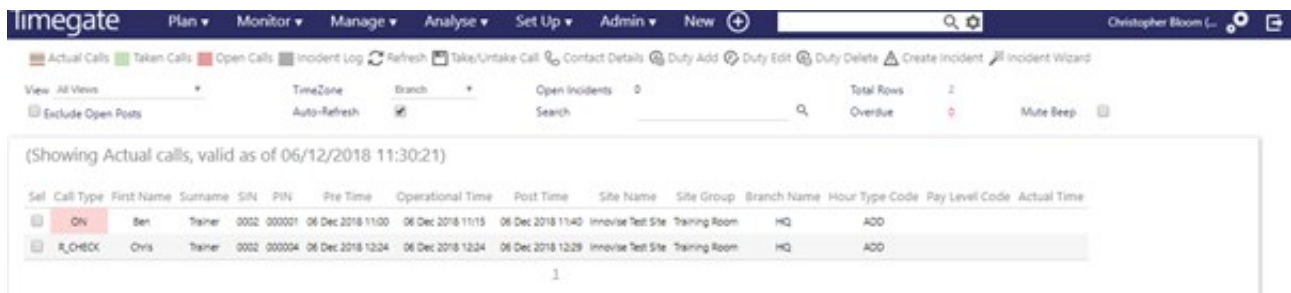 Timegate Plan Monitor Manage Analyse Set Up Admin New Christopher Bloom (...
Actual Calls Taken Calls Open Calls Incident Log Refresh Take/Untake Call Contact Details Duty Add Duty Edit Duty Delete Create Incident Incident Wizard
View All Views TimeZone Branch Open Incidents 0 Total Rows 2
Exclude Open Posts Auto-Refresh Search Overdue 0 Mute Beep
(Showing Actual calls, valid as of 06/12/2018 11:30:21)
Sel Call Type First Name Surname SIN PIN Pre Time Operational Time Post Time Site Name Site Group Branch Name Hour Type Code Pay Level Code Actual Time
ON Ben Trainer 0002 000001 06 Dec 2018 11:00 06 Dec 2018 11:15 06 Dec 2018 11:40 Innovise Test Site Training Room HQ ADD
R_CHECK Chris Trainer 0002 000004 06 Dec 2018 12:24 06 Dec 2018 12:24 06 Dec 2018 12:29 Innovise Test Site Training Room HQ ADD
1